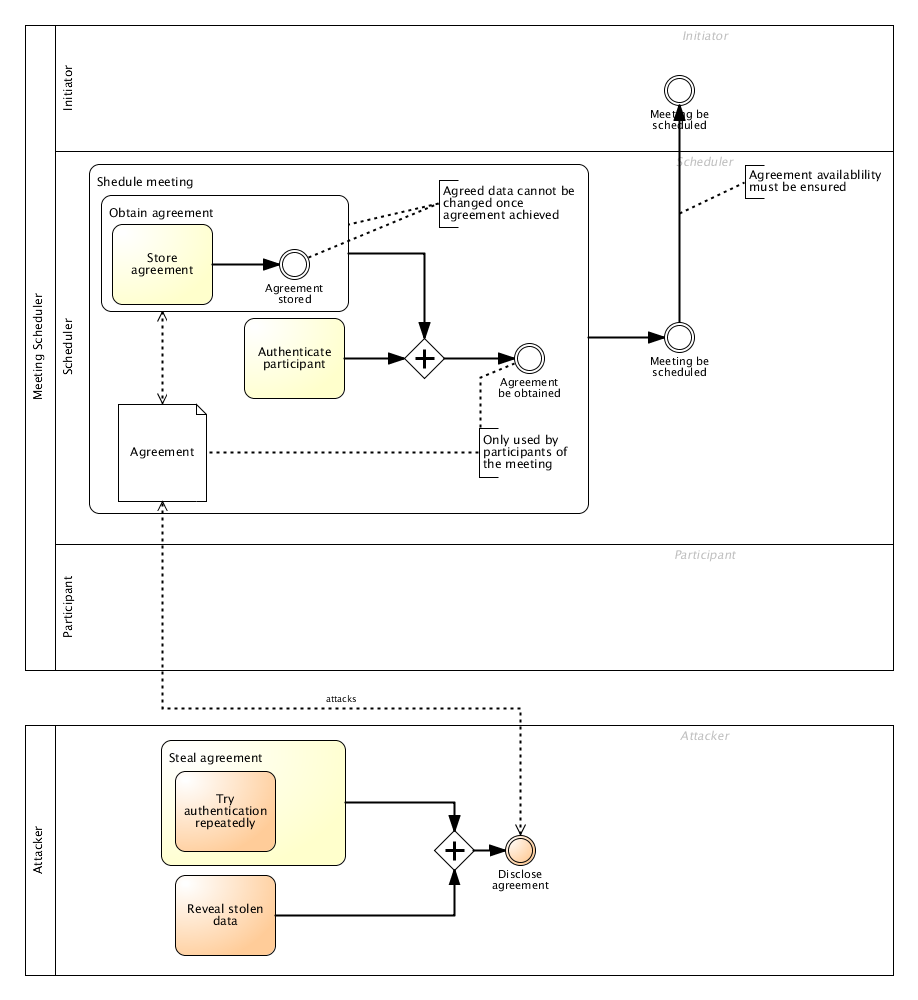 Meeting Scheduler
Initiator
Initiator
Meeting be
scheduled
Scheduler
Scheduler
Shedule meeting
Obtain agreement
Store
agreement
Agreement
stored
Agreed data cannot be
changed once
agreement achieved
Agreement availablility
must be ensured
Authenticate
participant
Agreement
be obtained
Meeting be
scheduled
Agreement
Only used by
participants of
the meeting
Participant
Participant
attacks
Attacker
Attacker
Steal agreement
Try
authentication
repeatedly
Disclose
agreement
Reveal stolen
data